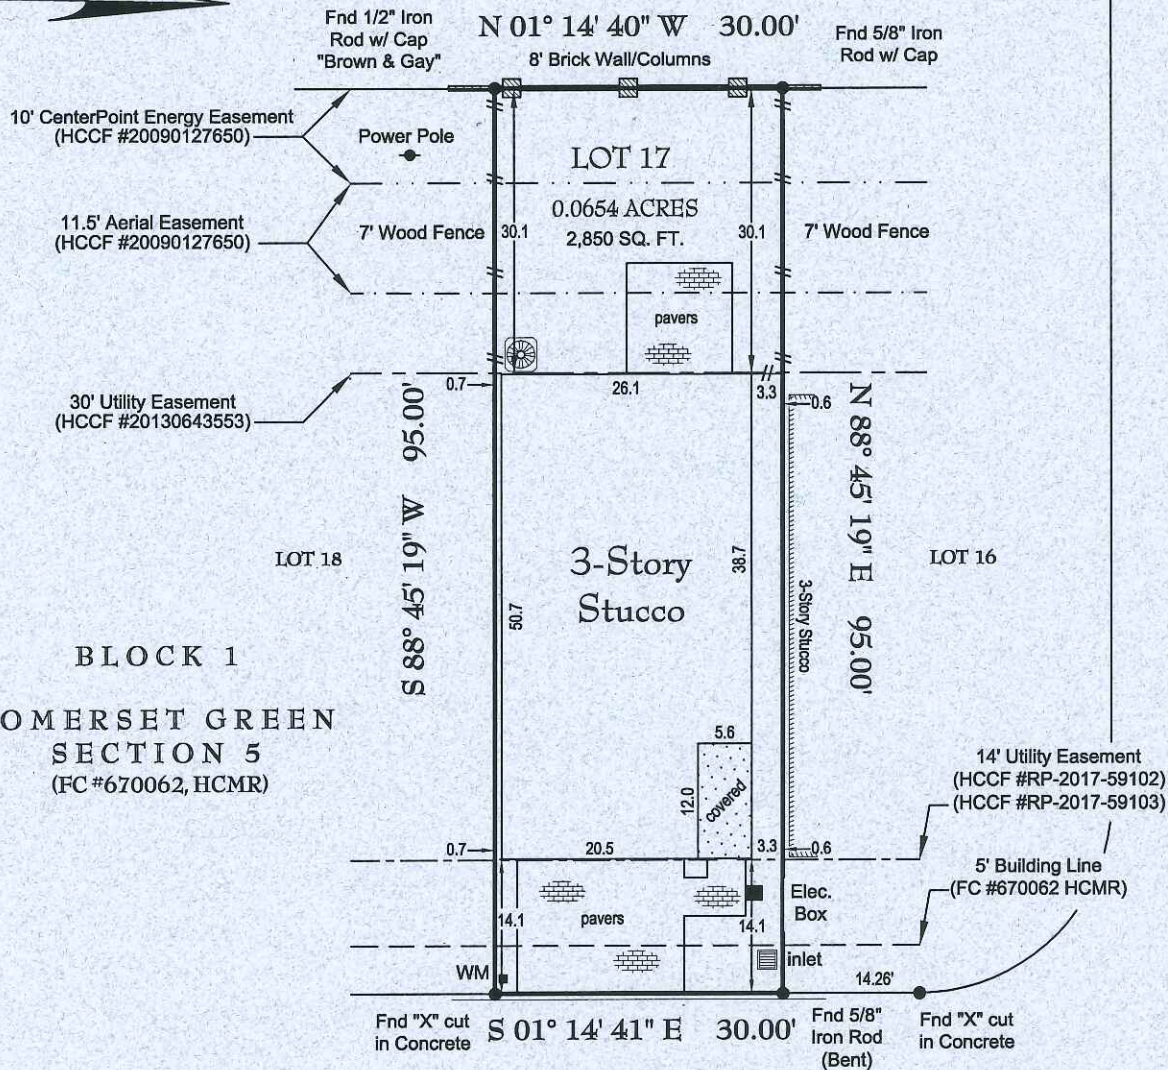 Fnd 1/2" Iron
Rod w/ Cap
"Brown & Gay"
N 01° 14' 40" W 30.00'
8' Brick Wall/Columns
Fnd 5/8" Iron
Rod w/ Cap
10' CenterPoint Energy Easement
(HCCF #20090127650)
Power Pole
LOT 17
0.0654 ACRES
2,850 SQ. FT.
11.5' Aerial Easement
(HCCF #20090127650)
7' Wood Fence
30.1
30.1
7' Wood Fence
pavers
30' Utility Easement
(HCCF #20130643553)
0.7
26.1
3.3
0.6
S 88° 45' 19" W 95.00'
N 88° 45' 19" E 95.00'
LOT 18
3-Story
Stucco
50.7
38.7
3-Story Stucco
LOT 16
BLOCK 1
OMERSET GREEN
SECTION 5
(FC #670062, HCMR)
5.6
12.0
covered
14' Utility Easement
(HCCF #RP-2017-59102)
(HCCF #RP-2017-59103)
0.7
20.5
3.3
0.6
5' Building Line
(FC #670062 HCMR)
14.1
pavers
14.1
Elec.
Box
WM
inlet
14.26'
Fnd "X" cut
in Concrete
S 01° 14' 41" E 30.00'
Fnd 5/8"
Iron Rod
(Bent)
Fnd "X" cut
in Concrete